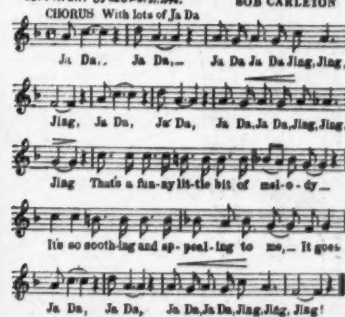 BOB CARLETON
CHORUS With lots of Ja Da
Ja Da,. Ja Da,— Ja Da Ja Da Jing, Jing,
Jing, Ja Da, Ja Da, Ja Da, Ja Da, Jing, Jing,
Jing That's a fun-ny lit-tle bit of mel-o-dy—
It's so sooth-ing and ap-peal-ing to me,— It goes
Ja Da, Ja Da, Ja Da, Ja Da, Jing, Jing, Jing!